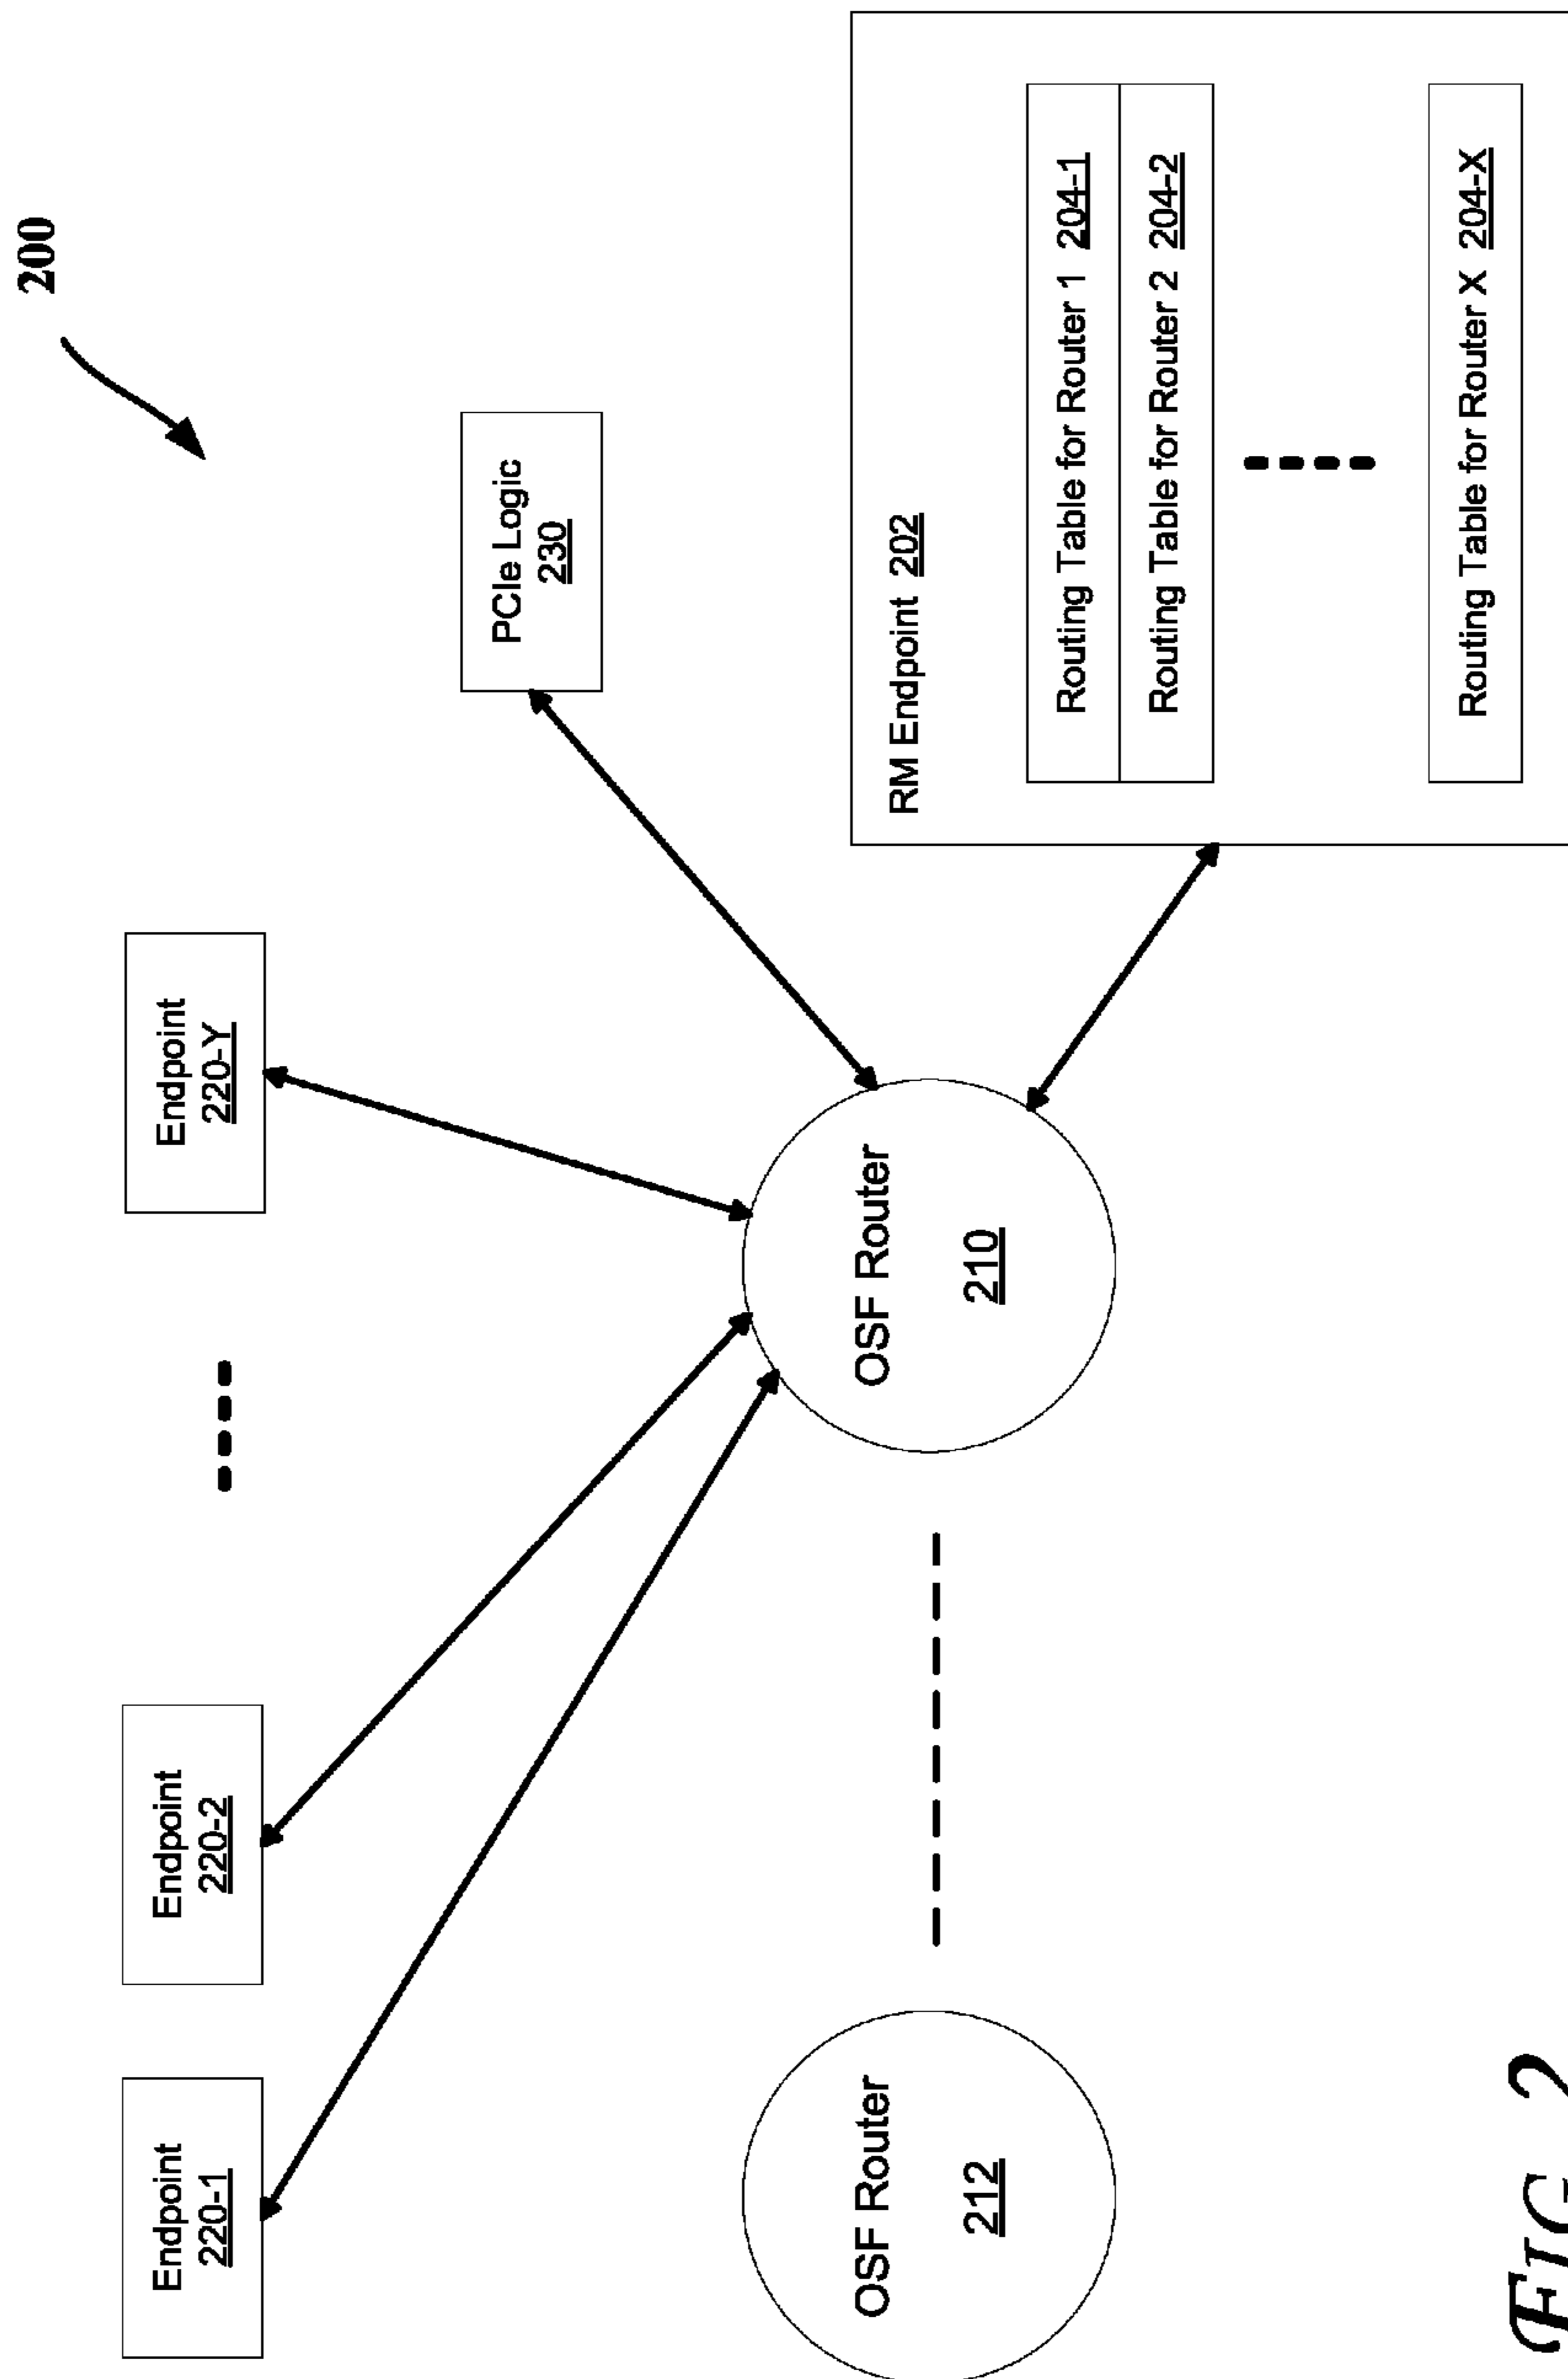 200
Endpoint
220-1
Endpoint
220-2
Endpoint
220-Y
PCIe Logic
230
OSF Router
212
OSF Router
210
RM Endpoint 202
Routing Table for Router 1 204-1
Routing Table for Router 2 204-2
Routing Table for Router X 204-X
FIG. 2